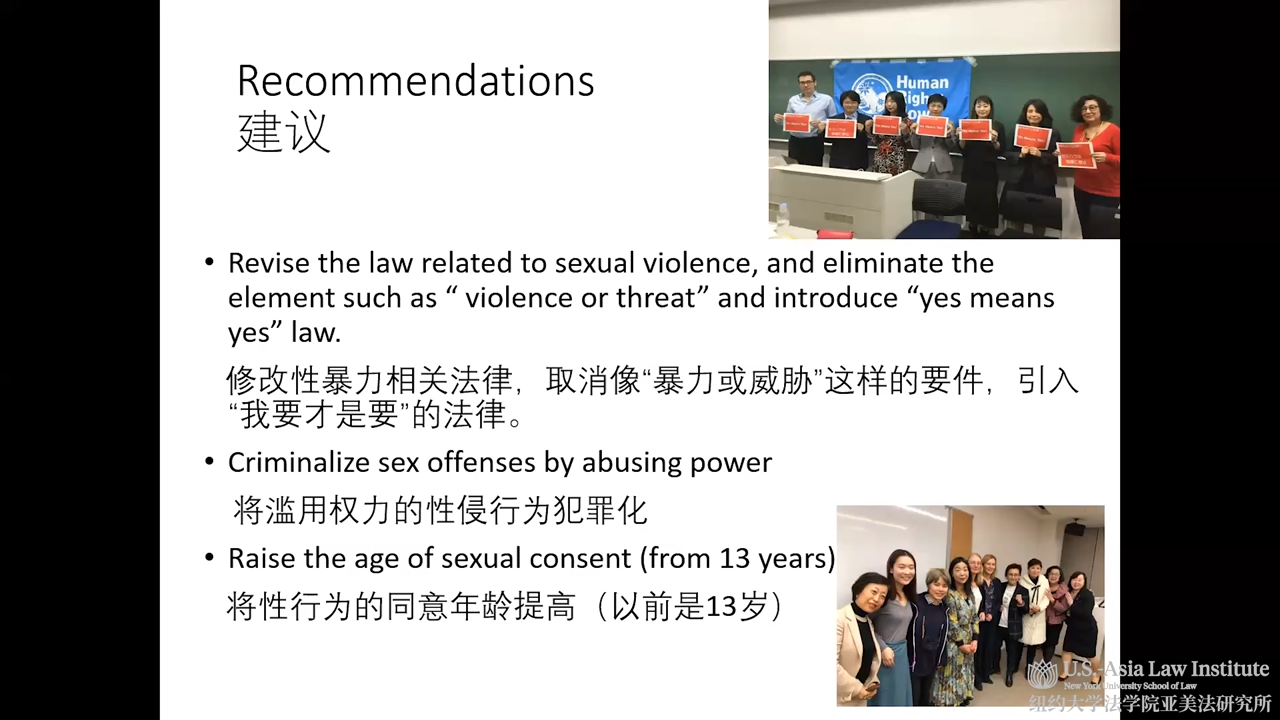 Recommendations
建议
Human
Now
• Revise the law related to sexual violence, and eliminate the
element such as “ violence or threat” and introduce “yes means
yes” law.
修改性暴力相关法律，取消像“暴力或威胁”这样的要件，引入
“我要才是要”的法律。
• Criminalize sex offenses by abusing power
将滥用权力的性侵行为犯罪化
• Raise the age of sexual consent (from 13 years)
将性行为的同意年龄提高（以前是13岁）
U.S.-Asia Law Institute
New York University School of Law
纽约大学法学院亚美法研究所